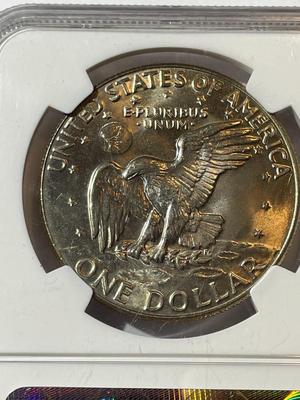 UNITED STATES OF AMERICA
E·PLURIBUS
·UNUM·
ONE DOLLAR